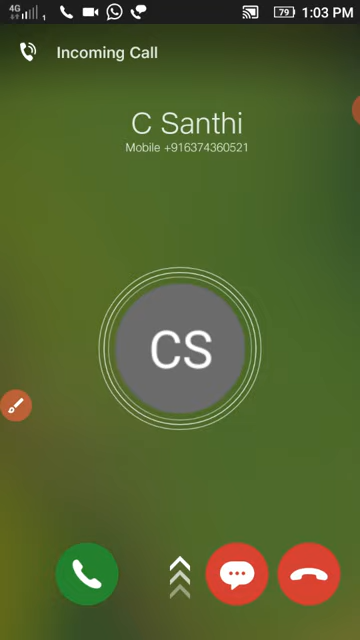 4G 1 79 1:03 PM
Incoming Call
C Santhi
Mobile +916374360521
CS